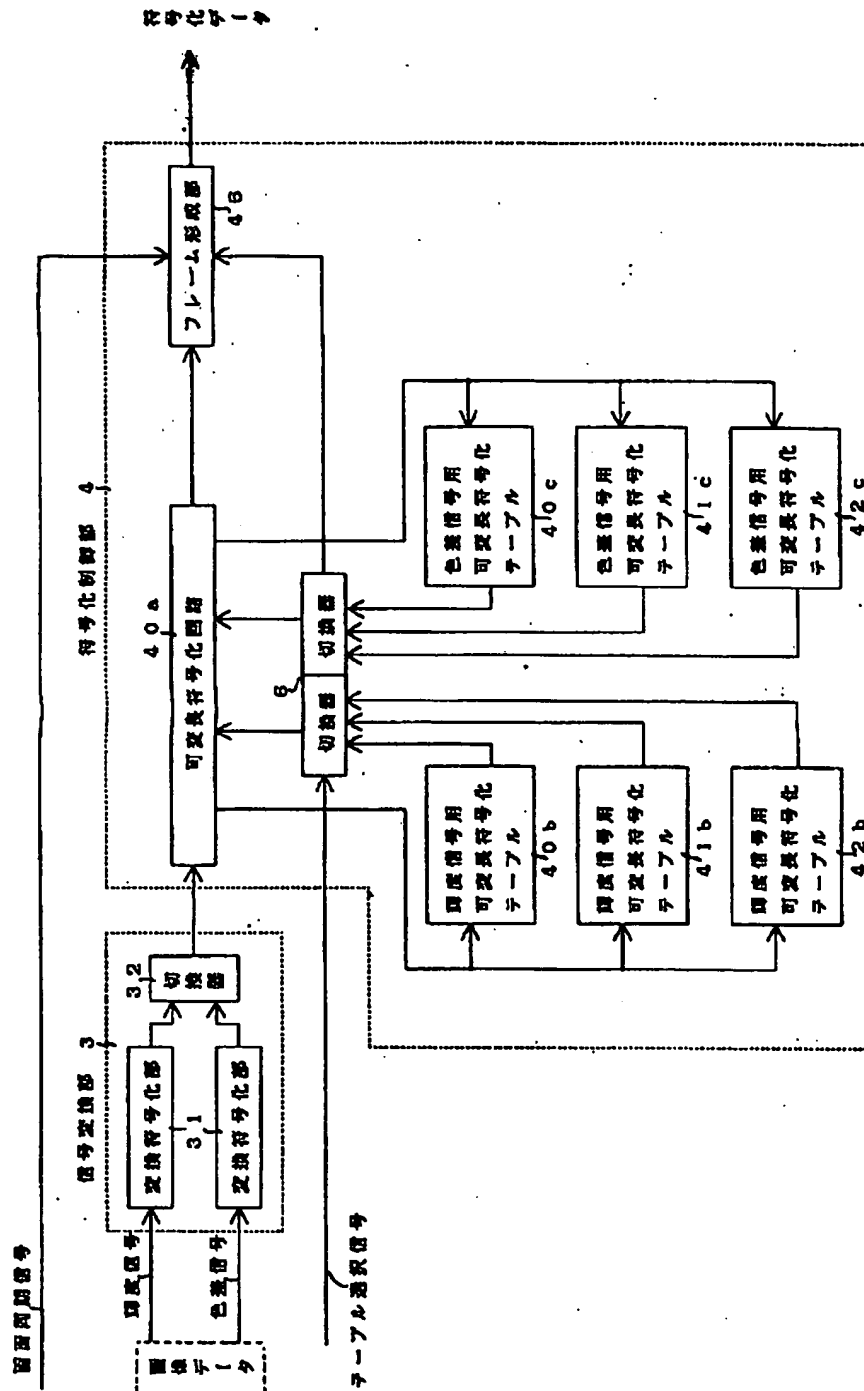 画面同期信号
画像データ
輝度信号
色差信号
テーブル選択信号
信号変換部 3
変換符号化部
変換符号化部
31
切換器
32
符号化制御部 4
可変長符号化回路
40a
フレーム形成部
46
符号化データ
切換器
切換器
6
輝度信号用
可変長符号化
テーブル
40b
輝度信号用
可変長符号化
テーブル
41b
輝度信号用
可変長符号化
テーブル
42b
色差信号用
可変長符号化
テーブル
40c
色差信号用
可変長符号化
テーブル
41c
色差信号用
可変長符号化
テーブル
42c